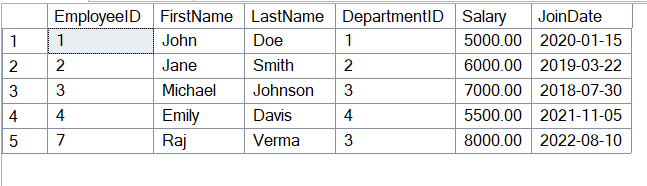 EmployeeID FirstName LastName DepartmentID Salary JoinDate
1 1 John Doe 1 5000.00 2020-01-15
2 2 Jane Smith 2 6000.00 2019-03-22
3 3 Michael Johnson 3 7000.00 2018-07-30
4 4 Emily Davis 4 5500.00 2021-11-05
5 7 Raj Verma 3 8000.00 2022-08-10